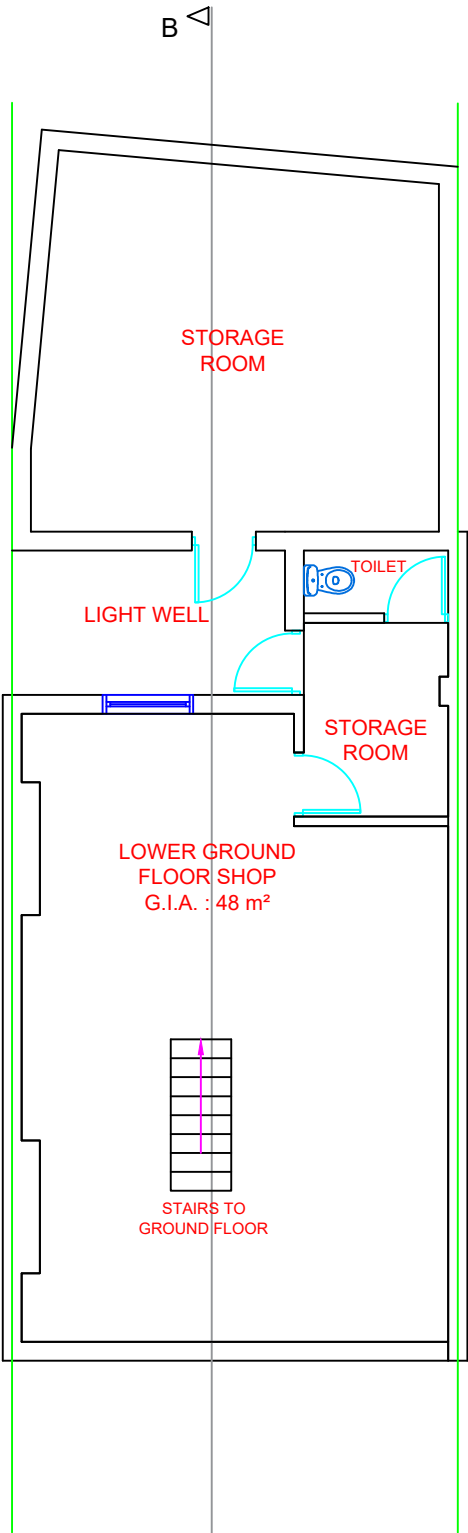 B
STORAGE
ROOM
TOILET
LIGHT WELL
STORAGE
ROOM
LOWER GROUND
FLOOR SHOP
G.I.A. : 48 m²
STAIRS TO
GROUND FLOOR